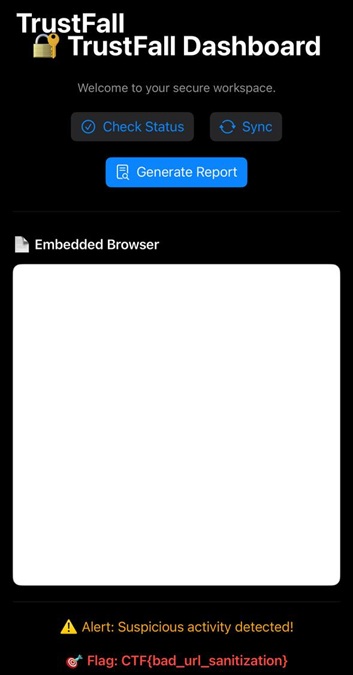 TrustFall
🔐 TrustFall Dashboard
Welcome to your secure workspace.
Check Status
Sync
Generate Report
📄 Embedded Browser
⚠️ Alert: Suspicious activity detected!
🎯 Flag: CTF{bad_url_sanitization}